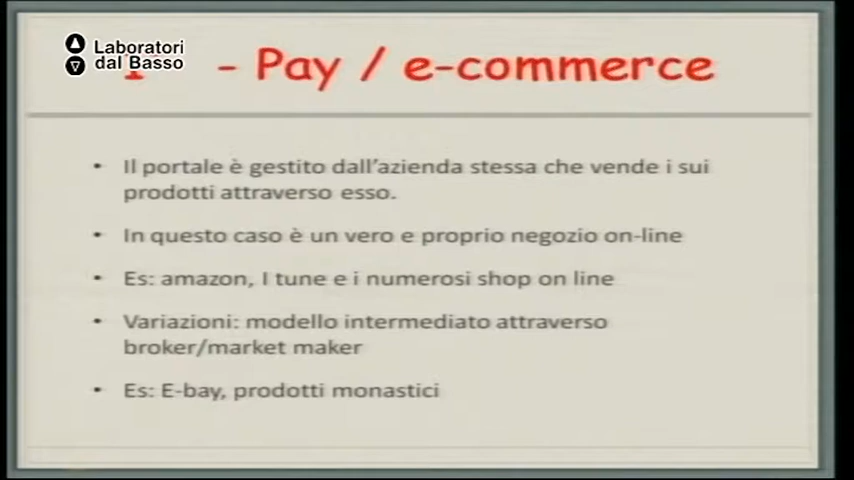 Laboratori
dal Basso
- Pay / e-commerce
• Il portale è gestito dall'azienda stessa che vende i sui
prodotti attraverso esso.
• In questo caso è un vero e proprio negozio on-line
• Es: amazon, I tune e i numerosi shop on line
• Variazioni: modello intermediato attraverso
broker/market maker
• Es: E-bay, prodotti monastici